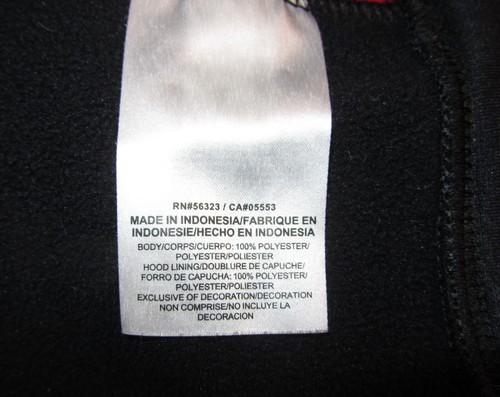 RN#56323 / CA#05553
MADE IN INDONESIA/FABRIQUE EN
INDONESIE/HECHO EN INDONESIA
BODY/CORPS/CUERPO: 100% POLYESTER/
POLYESTER/POLIESTER
HOOD LINING/DOUBLURE DE CAPUCHE/
FORRO DE CAPUCHA: 100% POLYESTER/
POLYESTER/POLIESTER
EXCLUSIVE OF DECORATION/DECORATION
NON COMPRISE/NO INCLUYE LA
DECORACION